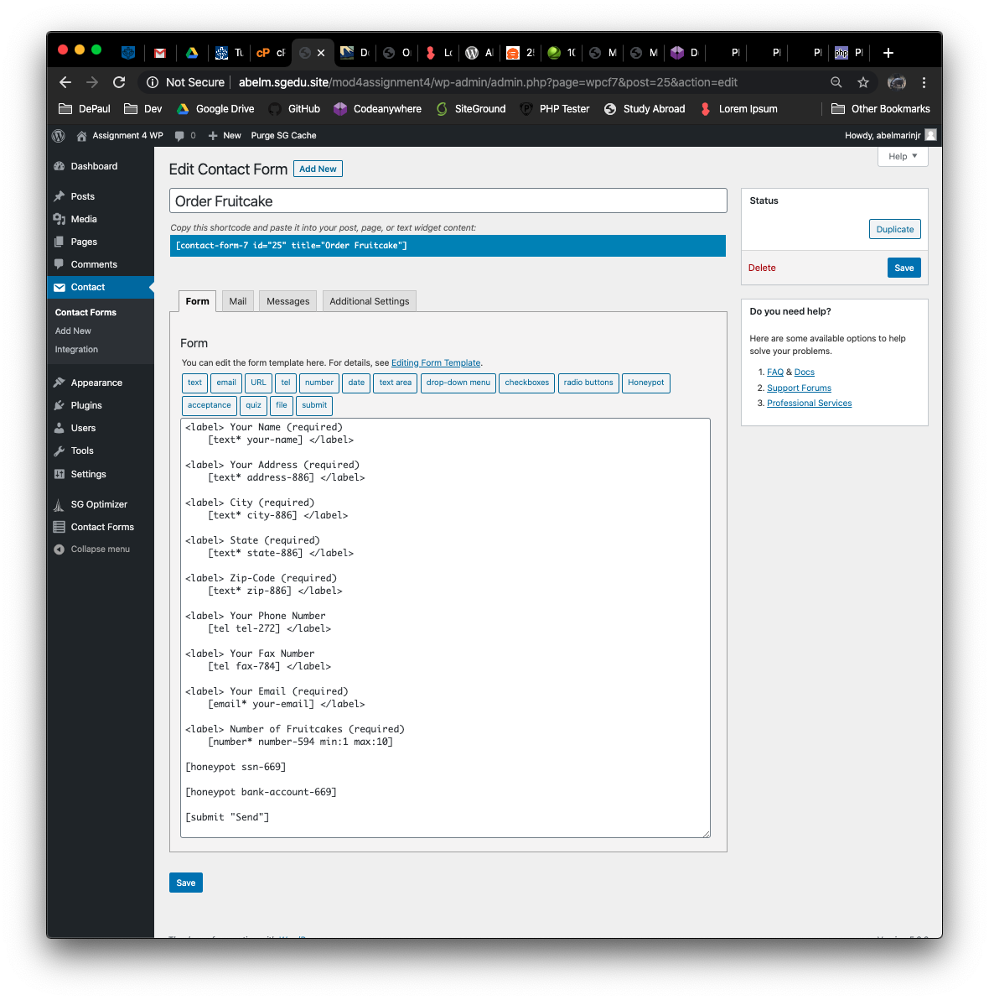 Tu
cP cl
D
O
Lo
Al
25
10
M
M
D
Pl
Pl
Pl
php Pl
Not Secure | abelm.sgedu.site/mod4assignment4/wp-admin/admin.php?page=wpcf7&post=25&action=edit
DePaul Dev Google Drive GitHub Codeanywhere SiteGround PHP Tester Study Abroad Lorem Ipsum Other Bookmarks
Assignment 4 WP 0 New Purge SG Cache Howdy, abelmarinjr
Help
Dashboard
Posts
Media
Pages
Comments
Contact
Contact Forms
Add New
Integration
Appearance
Plugins
Users
Tools
Settings
SG Optimizer
Contact Forms
Collapse menu
Edit Contact Form Add New
Order Fruitcake
Copy this shortcode and paste it into your post, page, or text widget content:
[contact-form-7 id="25" title="Order Fruitcake"]
Form Mail Messages Additional Settings
Form
You can edit the form template here. For details, see Editing Form Template.
text email URL tel number date text area drop-down menu checkboxes radio buttons Honeypot
acceptance quiz file submit
<label> Your Name (required)
[text* your-name] </label>
<label> Your Address (required)
[text* address-886] </label>
<label> City (required)
[text* city-886] </label>
<label> State (required)
[text* state-886] </label>
<label> Zip-Code (required)
[text* zip-886] </label>
<label> Your Phone Number
[tel tel-272] </label>
<label> Your Fax Number
[tel fax-784] </label>
<label> Your Email (required)
[email* your-email] </label>
<label> Number of Fruitcakes (required)
[number* number-594 min:1 max:10]
[honeypot ssn-669]
[honeypot bank-account-669]
[submit "Send"]
Save
Status
Duplicate
Delete Save
Do you need help?
Here are some available options to help
solve your problems.
1. FAQ & Docs
2. Support Forums
3. Professional Services